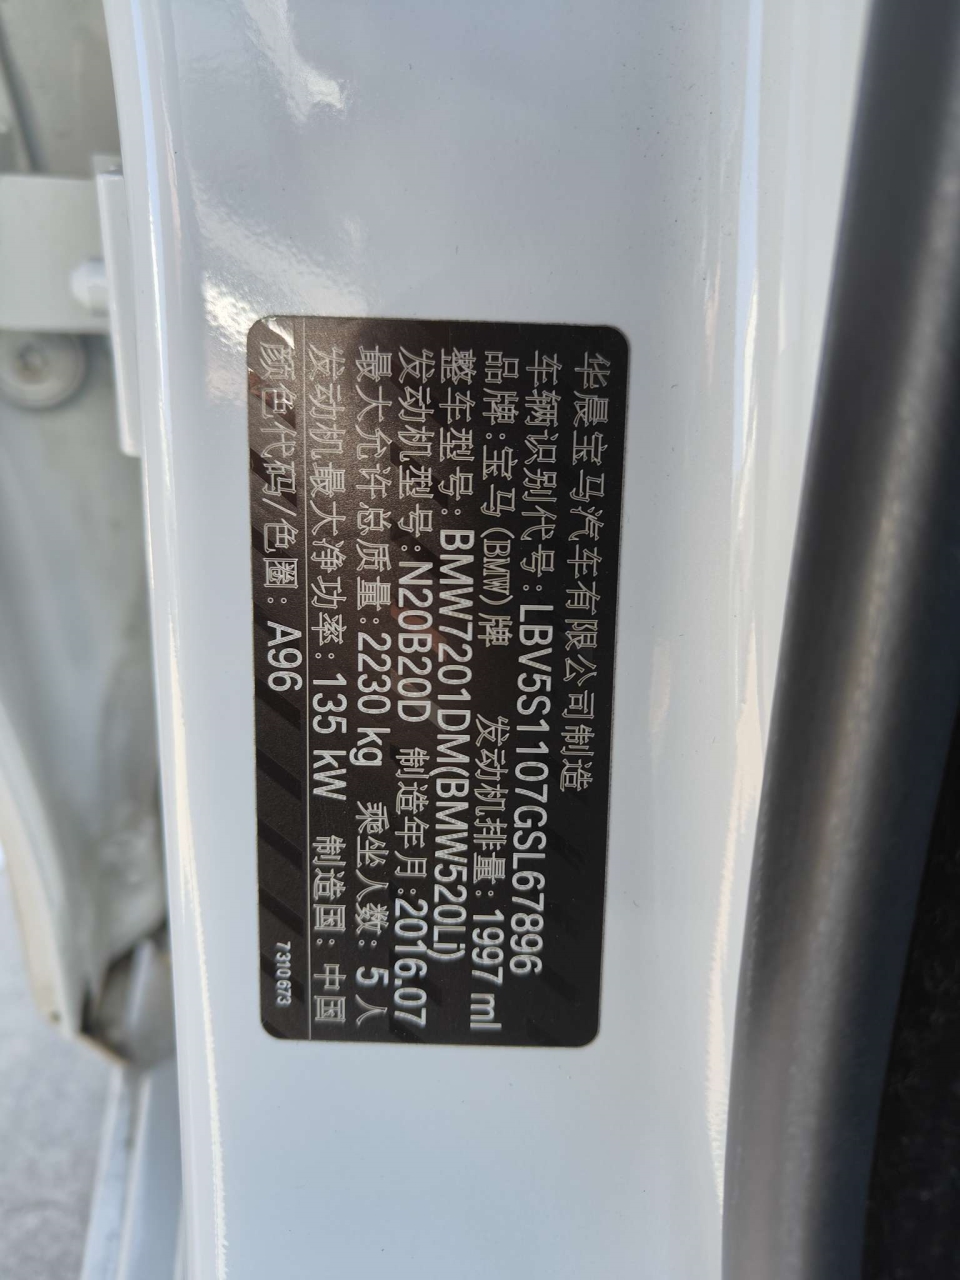 华晨宝马汽车有限公司制造
车辆识别代号:LBV5S1107GSL67896
品牌:宝马(BMW)牌 发动机排量:1997 ml
整车型号:BMW7201DM(BMW520Li)
发动机型号:N20B20D 制造年月:2016.07
最大允许总质量:2230 kg 乘坐人数:5人
发动机最大净功率:135 kW 制造国:中国
颜色代码/色圈:A96 7310673